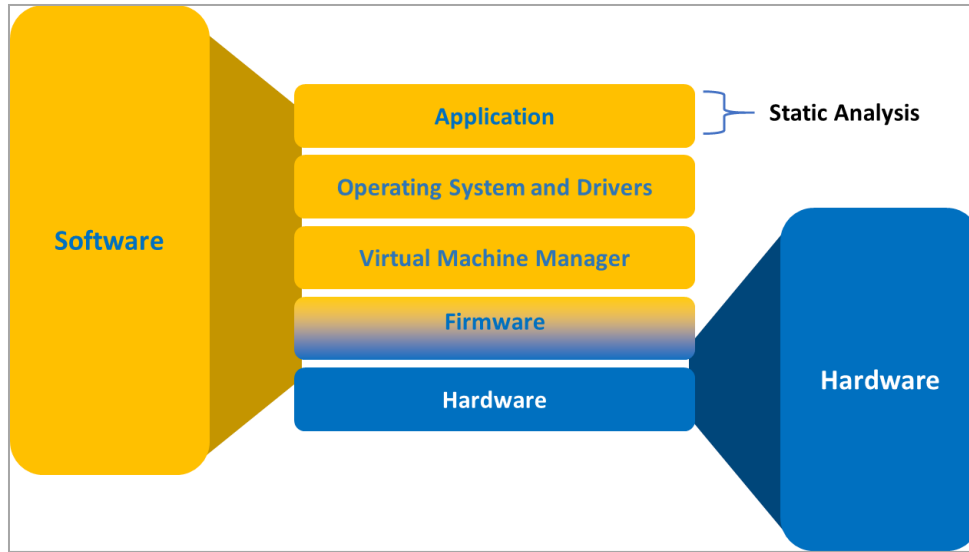 Application
Static Analysis
Operating System and Drivers
Software
Virtual Machine Manager
Firmware
Hardware
Hardware